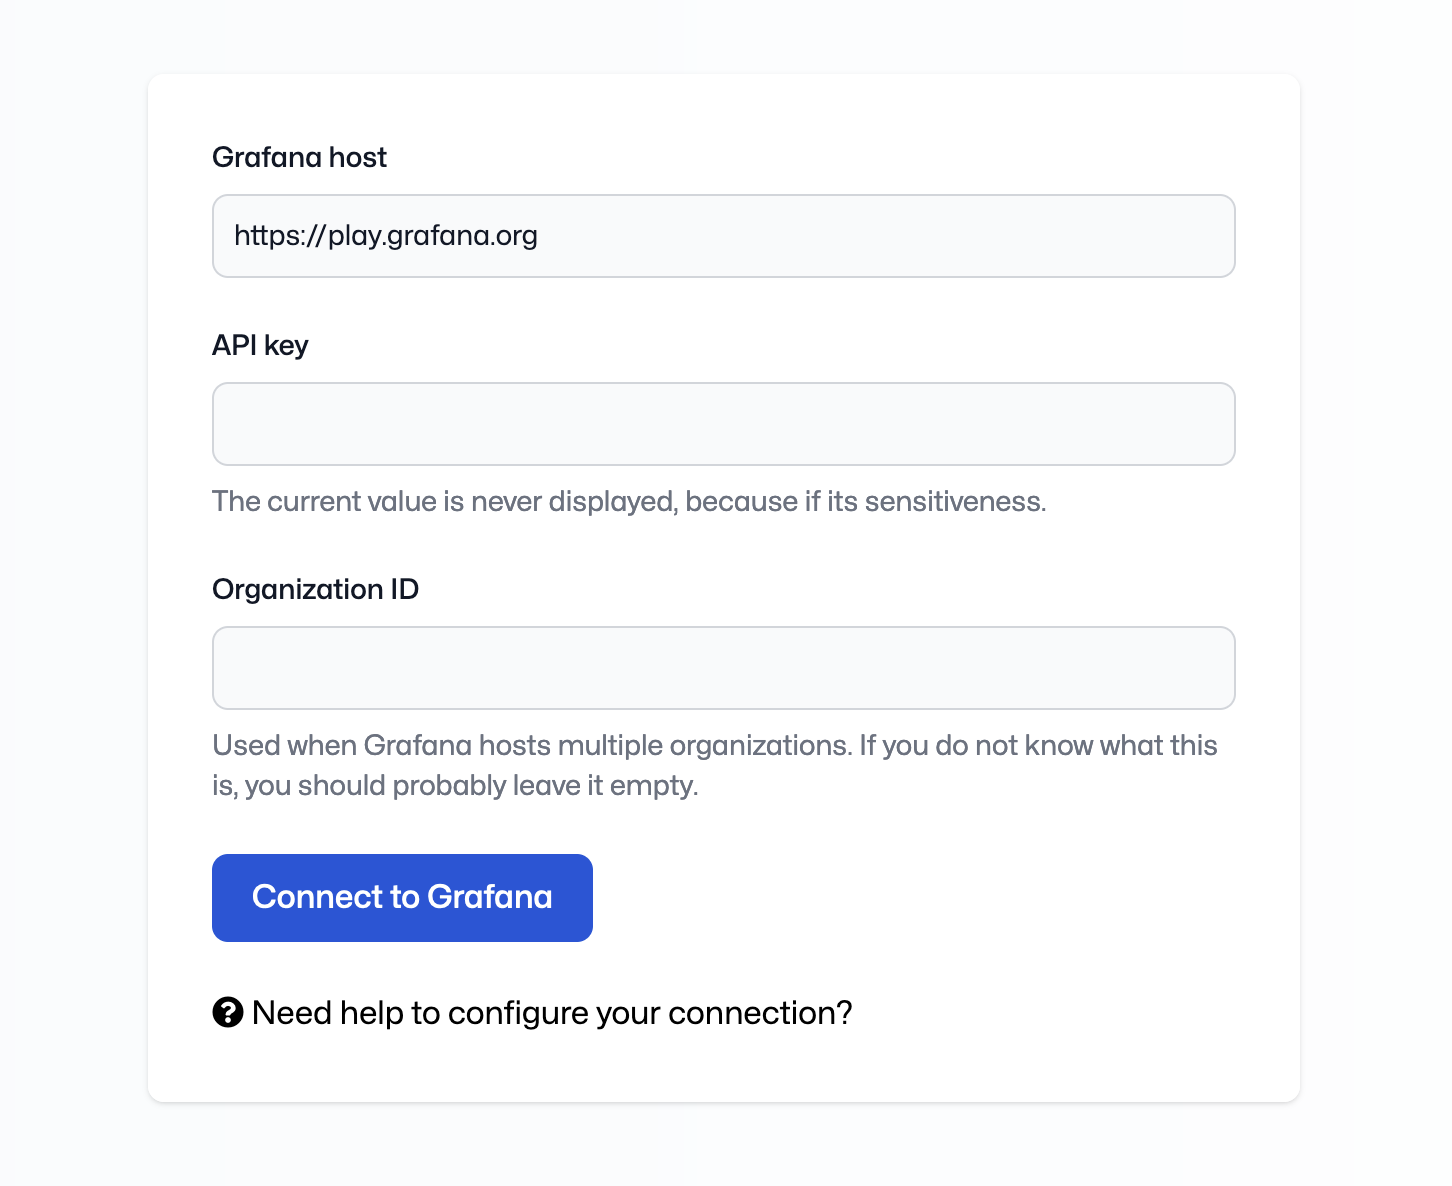 Grafana host
https://play.grafana.org
API key
The current value is never displayed, because if its sensitiveness.
Organization ID
Used when Grafana hosts multiple organizations. If you do not know what this
is, you should probably leave it empty.
Connect to Grafana
Need help to configure your connection?